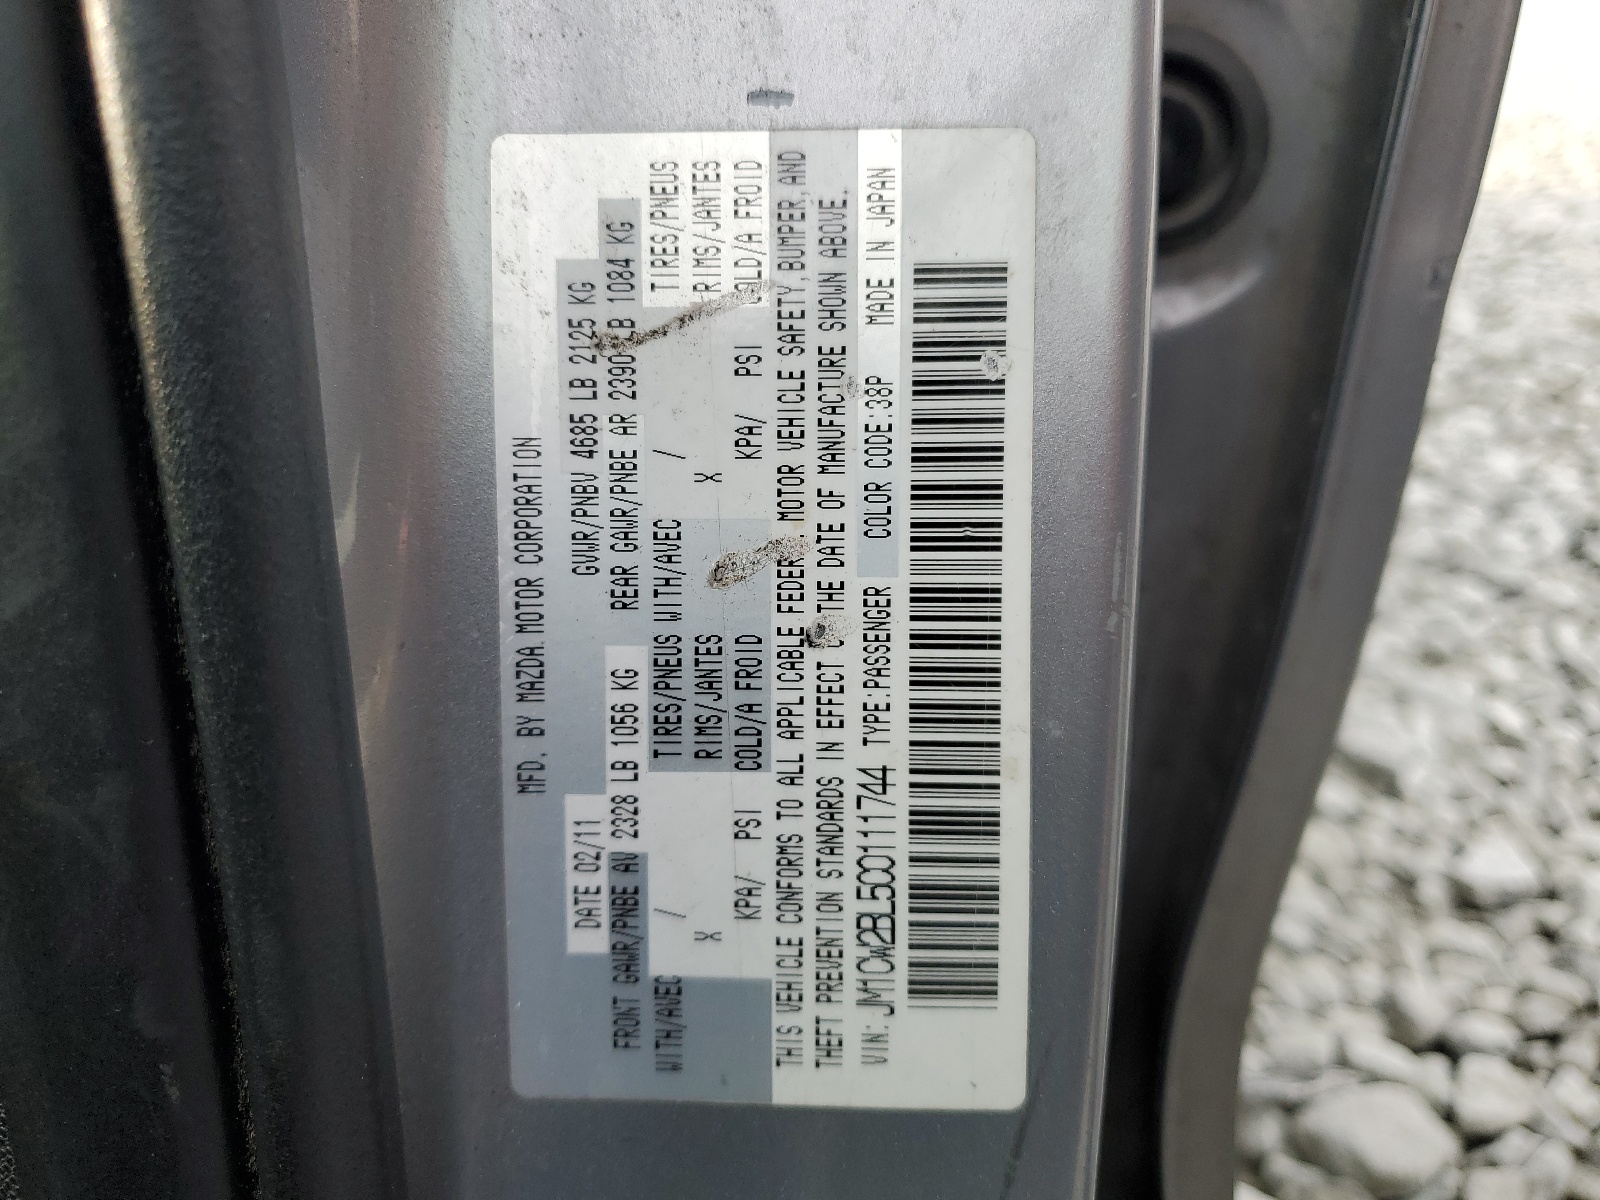 MFD. BY MAZDA MOTOR CORPORATION
DATE 02/11 GVWR/PNBV 4685 LB 2125 KG
FRONT GAWR/PNBE AV 2328 LB 1056 KG REAR GAWR/PNBE AR 2390 LB 1084 KG
WITH/AVEC / TIRES/PNEUS WITH/AVEC / TIRES/PNEUS
X RIMS/JANTES X RIMS/JANTES
KPA/ PSI COLD/A FROID KPA/ PSI COLD/A FROID
THIS VEHICLE CONFORMS TO ALL APPLICABLE FEDERAL MOTOR VEHICLE SAFETY, BUMPER, AND
THEFT PREVENTION STANDARDS IN EFFECT ON THE DATE OF MANUFACTURE SHOWN ABOVE.
VIN: JM1CW2BL5C0111744 TYPE:PASSENGER COLOR CODE:38P MADE IN JAPAN